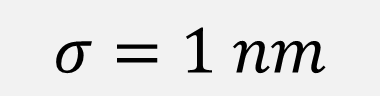 σ = 1 nm